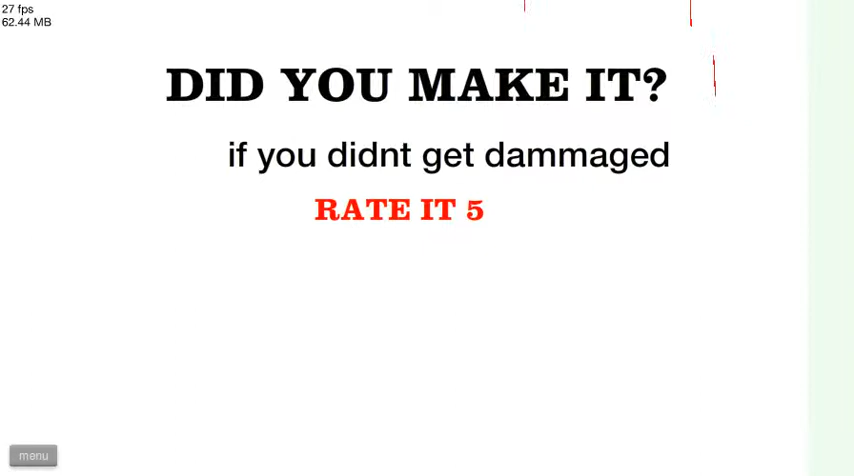 27 fps
62.44 MB
DID YOU MAKE IT?
if you didnt get dammaged
RATE IT 5
menu